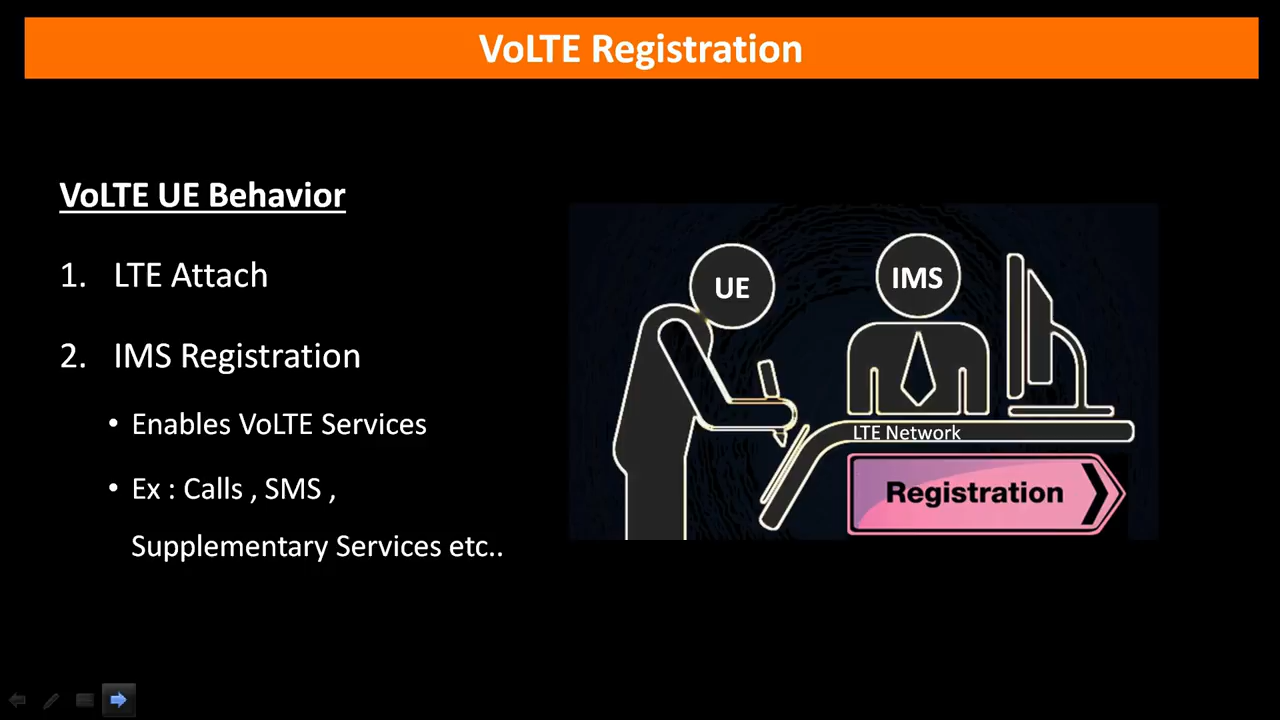 VoLTE Registration
VoLTE UE Behavior
1. LTE Attach
2. IMS Registration
• Enables VoLTE Services
• Ex : Calls , SMS ,
Supplementary Services etc..
UE
IMS
LTE Network
Registration